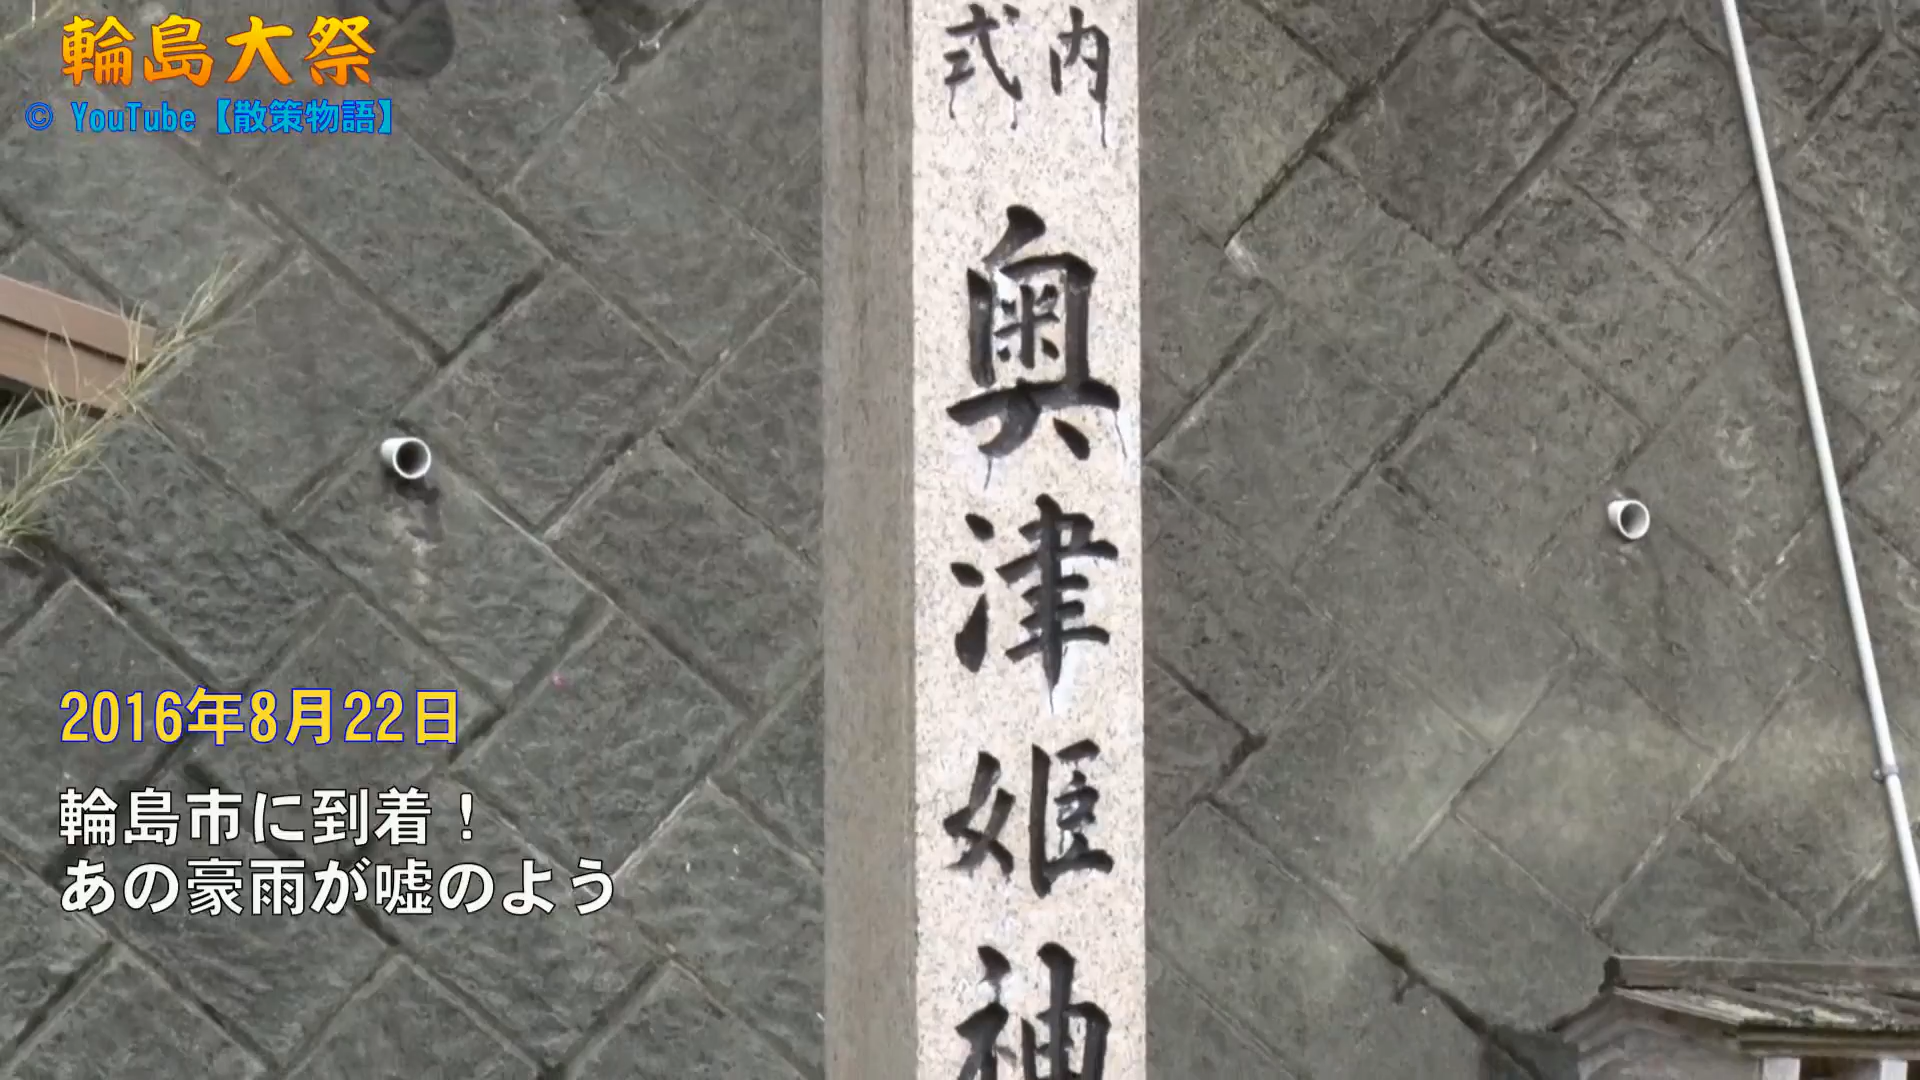 輪島大祭
© YouTube【散策物語】
式内
奥津姫神
2016年8月22日
輪島市に到着！
あの豪雨が嘘のよう